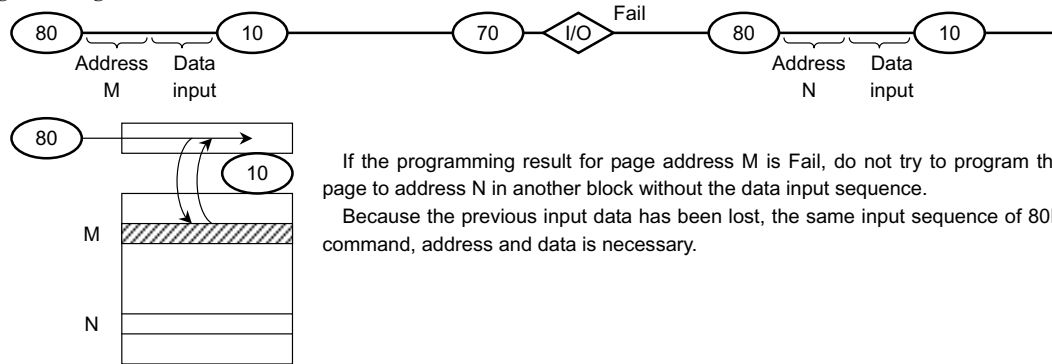 80 10 70 I/O Fail 80 10
Address Data Address Data
M input N input
80
10
M
N
If the programming result for page address M is Fail, do not try to program th
page to address N in another block without the data input sequence.
Because the previous input data has been lost, the same input sequence of 80
command, address and data is necessary.